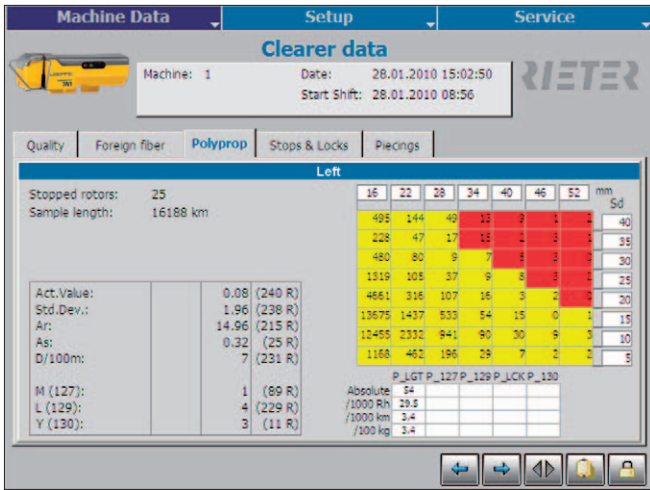 Machine Data Setup Service
Clearer data
Machine: 1 Date: 28.01.2010 15:02:50
Start Shift: 28.01.2010 08:56
RIETER
Quality Foreign fiber Polyprop Stops & Locks Piecings
Left
Stopped rotors: 25
Sample length: 16188 km
16 22 28 34 40 46 52 mm
Sd
495 144 49 40
228 47 17 15 2 3 1 35
480 80 9 7 30
1319 105 37 9 8 3 25
4661 316 107 16 3 2 0 20
13675 1437 533 54 15 0 1 15
12455 2332 941 90 30 9 3 10
1168 462 196 29 7 2 2 5
Act.Value: 0.08 (240 R)
Std.Dev.: 1.96 (238 R)
Ar: 14.96 (215 R)
As: 0.32 (25 R)
D/100m: 7 (231 R)
M (127): 1 (89 R)
L (129): 4 (229 R)
Y (130): 3 (11 R)
P_LGT P_127 P_129 P_LCK P_130
Absolute 54
/1000 Rh 29.5
/1000 km 3.4
/100 kg 3.4